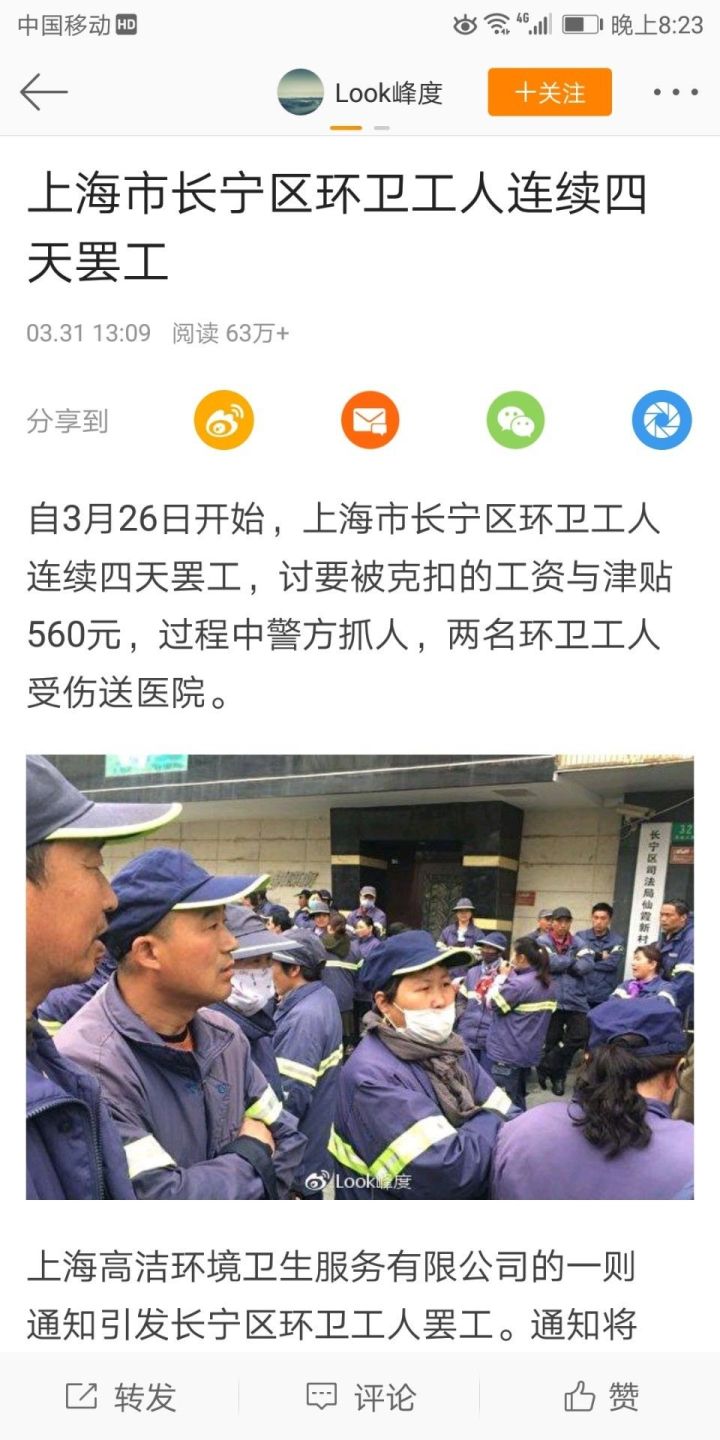 中国移动 HD 4G 晚上8:23
Look峰度 十关注
上海市长宁区环卫工人连续四
天罢工
03.31 13:09 阅读 63万+
分享到
自3月26日开始，上海市长宁区环卫工人
连续四天罢工，讨要被克扣的工资与津贴
560元，过程中警方抓人，两名环卫工人
受伤送医院。
32
长宁区司法局仙霞新村
Look峰度
上海高洁环境卫生服务有限公司的一则
通知引发长宁区环卫工人罢工。通知将
转发 评论 赞